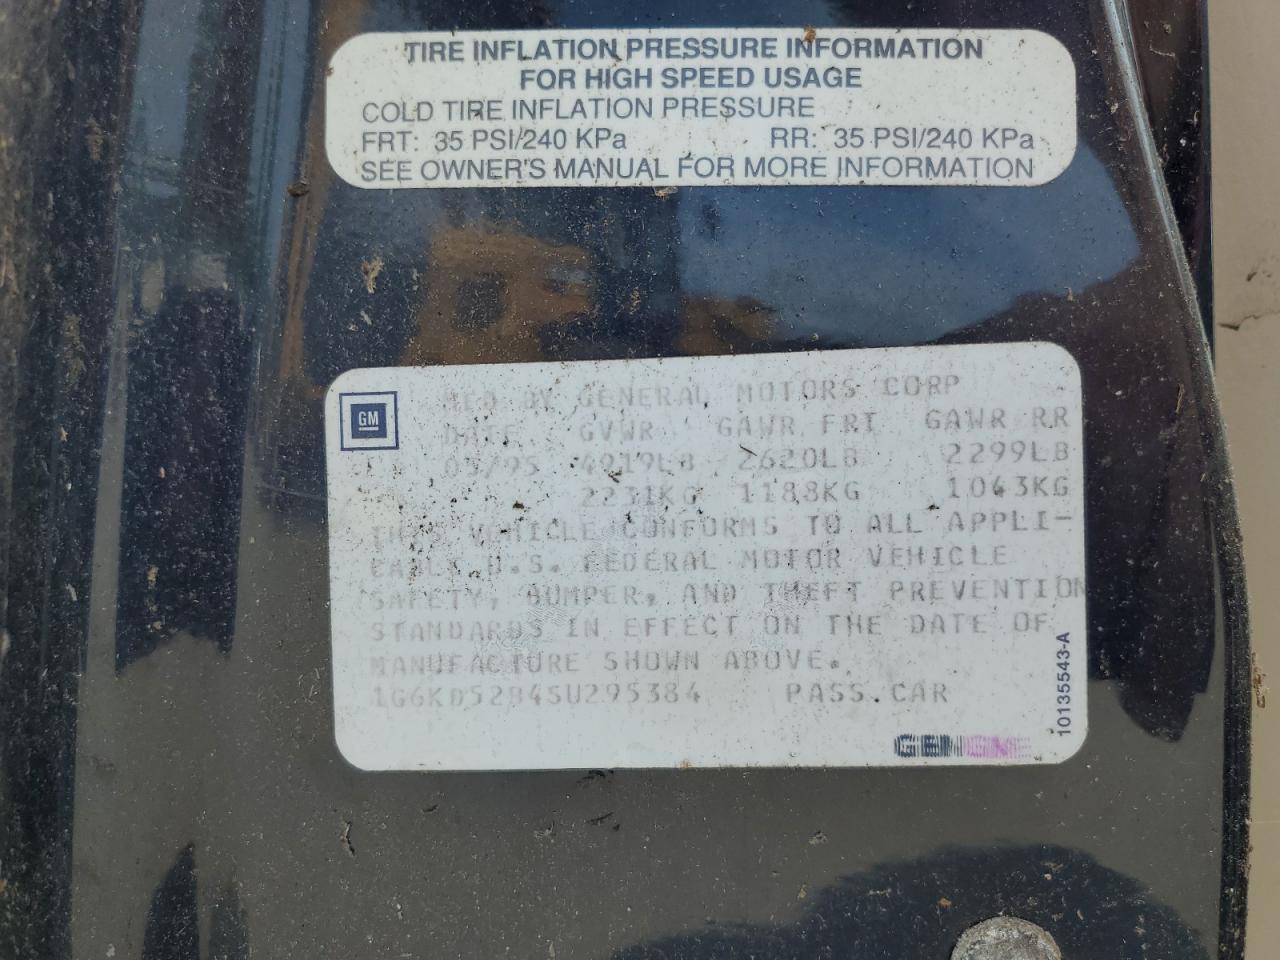 TIRE INFLATION PRESSURE INFORMATION
FOR HIGH SPEED USAGE
COLD TIRE INFLATION PRESSURE
FRT: 35 PSI/240 KPa RR: 35 PSI/240 KPa
SEE OWNER'S MANUAL FOR MORE INFORMATION
GM
MFD BY GENERAL MOTORS CORP
DATE GVWR GAWR FRT GAWR RR
4919LB 2620LB 2299LB
2231KG 1188KG 1043KG
THIS VEHICLE CONFORMS TO ALL APPLI-
CABLE U.S. FEDERAL MOTOR VEHICLE
SAFETY, BUMPER, AND THEFT PREVENTION
STANDARDS IN EFFECT ON THE DATE OF
MANUFACTURE SHOWN ABOVE.
1G6KD52B4SU295384 PASS.CAR
10135543-A